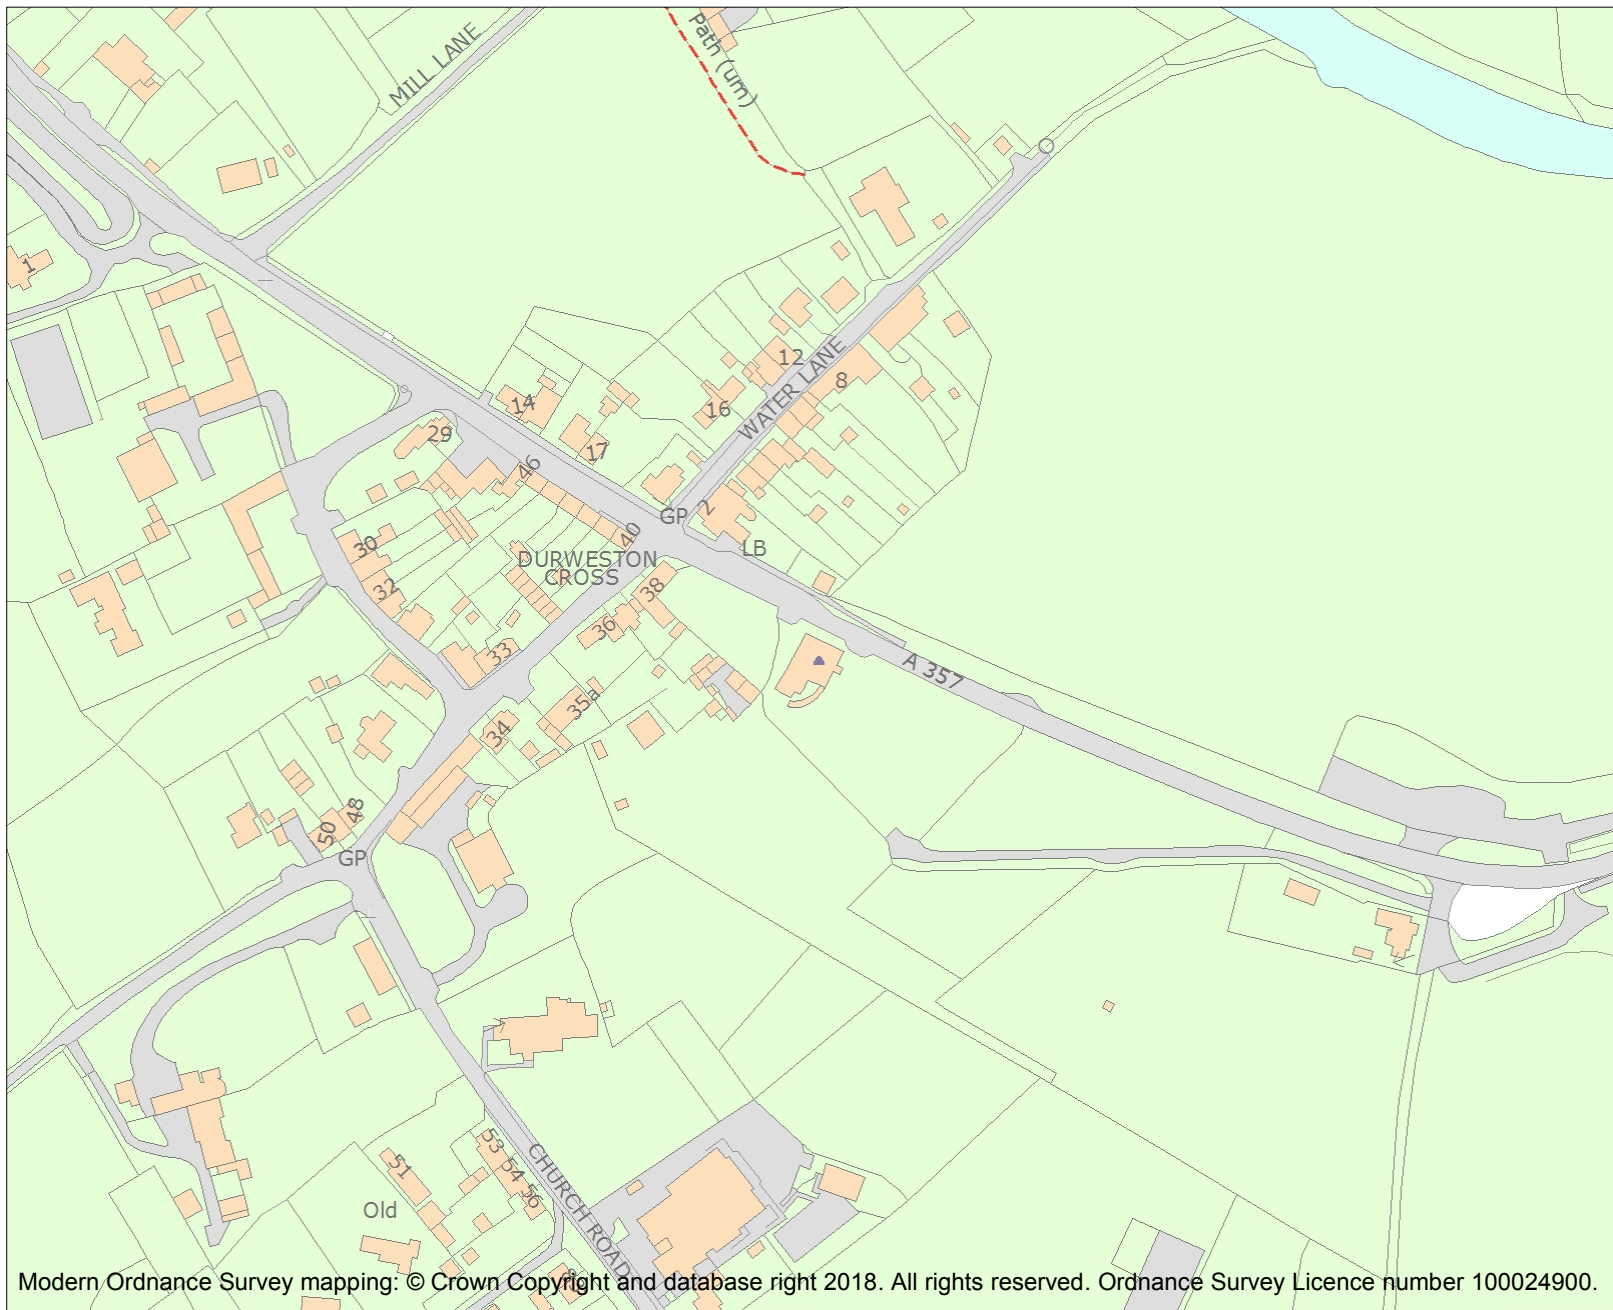 MILL LANE
Path (um)
1
14
29
17
46
12
8
16
WATER LANE
2
GP
40
LB
DURWESTON
CROSS
30
32
38
36
33
35a
34
A 357
48
50
GP
53
54
56
51
Old
CHURCH ROAD
Modern Ordnance Survey mapping: © Crown Copyright and database right 2018. All rights reserved. Ordnance Survey Licence number 100024900.